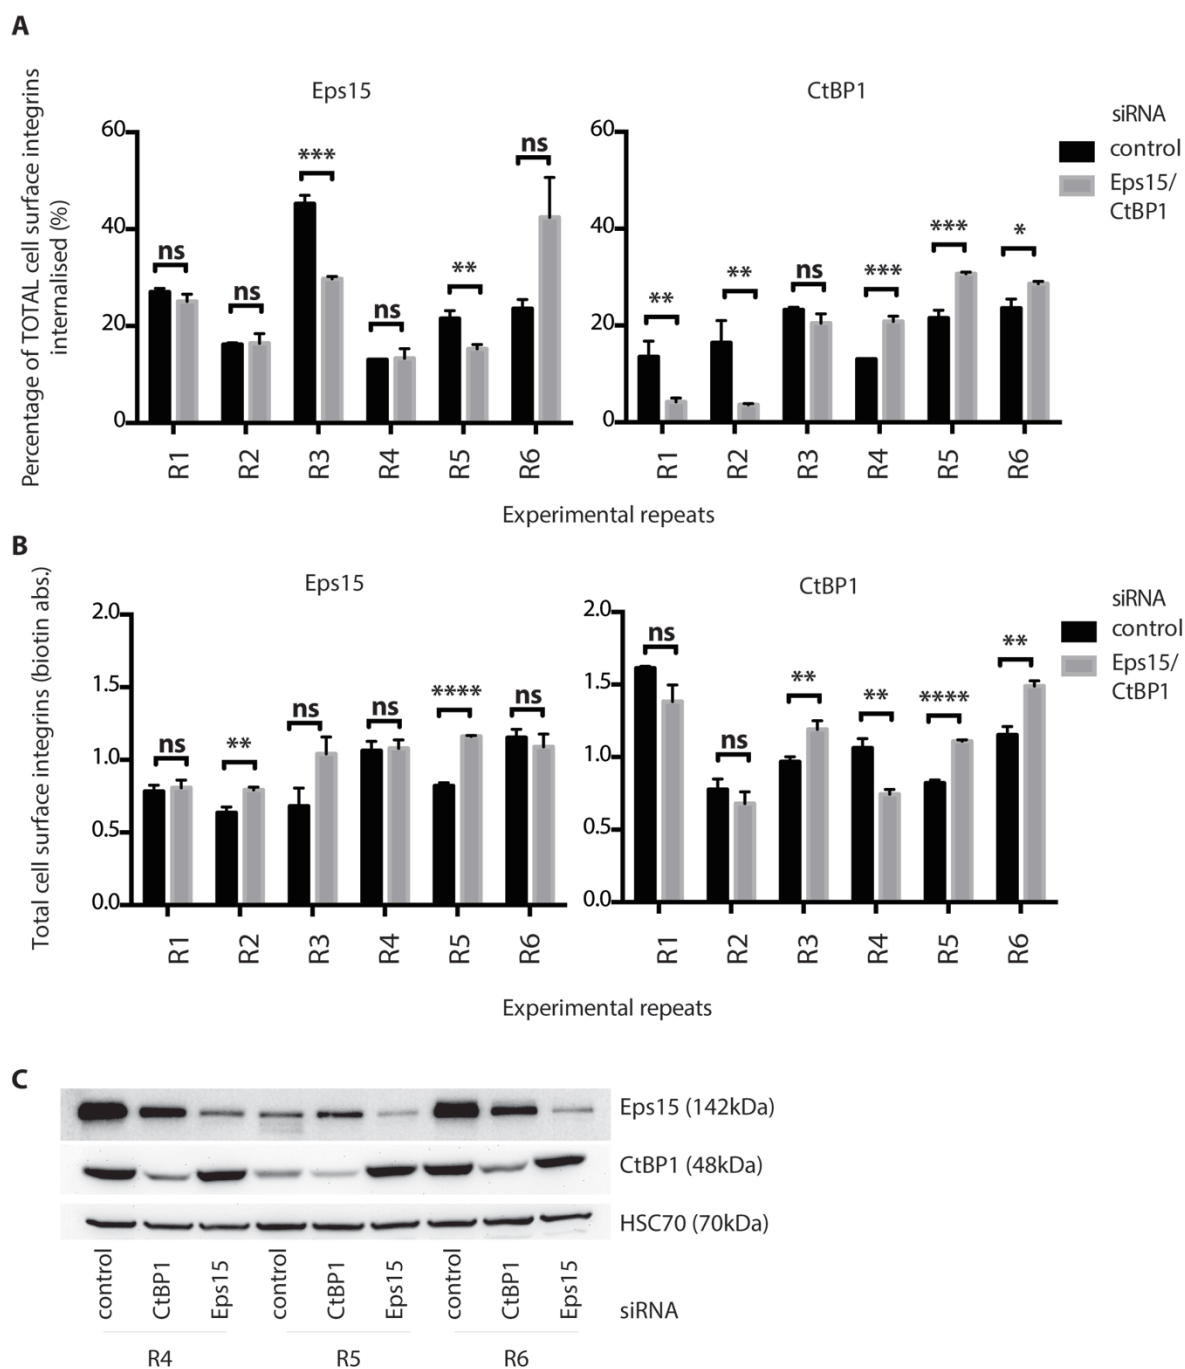 A
Eps15
CtBP1
siRNA
control
Eps15/
CtBP1
Percentage of TOTAL cell surface integrins
internalised (%)
60
40
20
0
ns
ns
***
ns
**
ns
R1
R2
R3
R4
R5
R6
60
40
20
0
**
**
ns
***
***
*
R1
R2
R3
R4
R5
R6
Experimental repeats
B
Eps15
CtBP1
siRNA
control
Eps15/
CtBP1
Total cell surface integrins (biotin abs.)
2.0
1.5
1.0
0.5
0.0
ns
**
ns
ns
****
ns
R1
R2
R3
R4
R5
R6
2.0
1.5
1.0
0.5
0.0
ns
ns
**
**
****
**
R1
R2
R3
R4
R5
R6
Experimental repeats
C
Eps15 (142kDa)
CtBP1 (48kDa)
HSC70 (70kDa)
control
CtBP1
Eps15
control
CtBP1
Eps15
control
CtBP1
Eps15
siRNA
R4
R5
R6